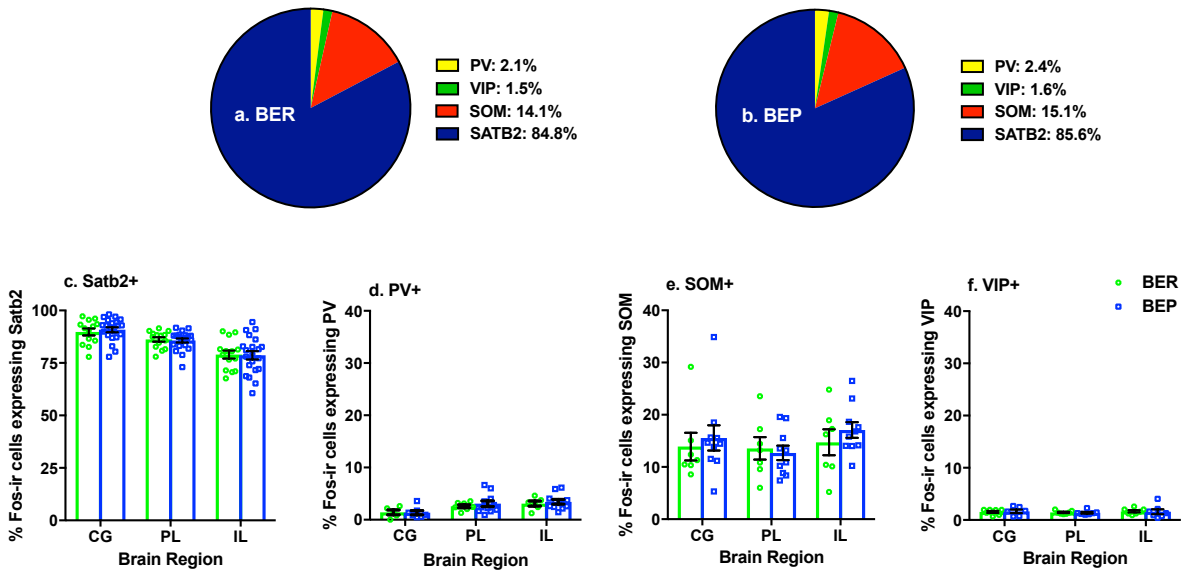 a. BER
PV: 2.1%
VIP: 1.5%
SOM: 14.1%
SATB2: 84.8%
b. BEP
PV: 2.4%
VIP: 1.6%
SOM: 15.1%
SATB2: 85.6%
c. Satb2+
% Fos-ir cells expressing Satb2
100
75
50
25
0
CG PL IL
Brain Region
d. PV+
% Fos-ir cells expressing PV
40
30
20
10
0
CG PL IL
Brain Region
e. SOM+
% Fos-ir cells expressing SOM
40
30
20
10
0
CG PL IL
Brain Region
f. VIP+
% Fos-ir cells expressing VIP
40
30
20
10
0
CG PL IL
Brain Region
BER
BEP